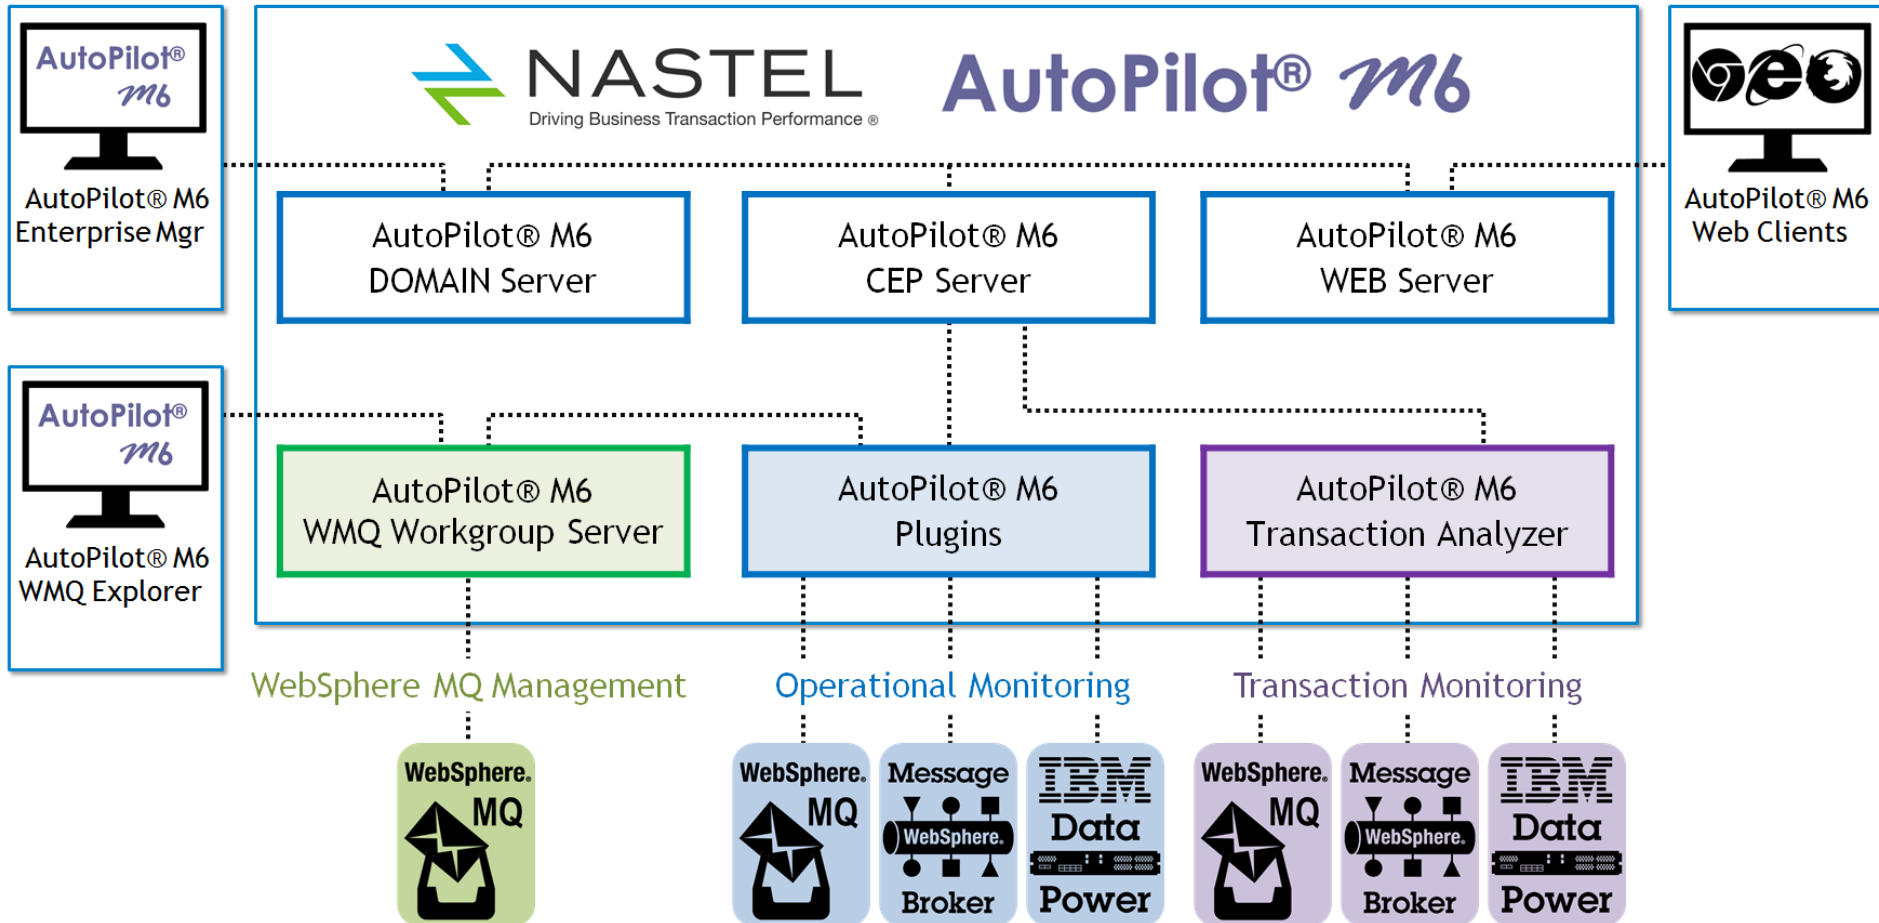 AutoPilot®
M6
AutoPilot® M6
Enterprise Mgr
NASTEL
Driving Business Transaction Performance ®
AutoPilot® M6
AutoPilot® M6
Web Clients
AutoPilot® M6
DOMAIN Server
AutoPilot® M6
CEP Server
AutoPilot® M6
WEB Server
AutoPilot®
M6
AutoPilot® M6
WMQ Explorer
AutoPilot® M6
WMQ Workgroup Server
AutoPilot® M6
Plugins
AutoPilot® M6
Transaction Analyzer
WebSphere MQ Management
Operational Monitoring
Transaction Monitoring
WebSphere®
MQ
WebSphere®
MQ
Message
WebSphere®
Broker
IBM
Data
Power
WebSphere®
MQ
Message
WebSphere®
Broker
IBM
Data
Power